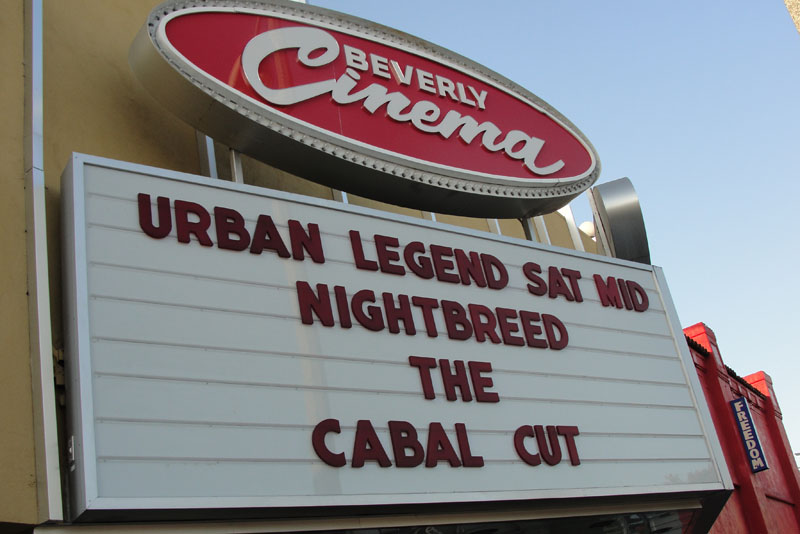 BEVERLY
Cinema
URBAN LEGEND SAT MID
NIGHTBREED
THE
CABAL CUT
FREEDOM